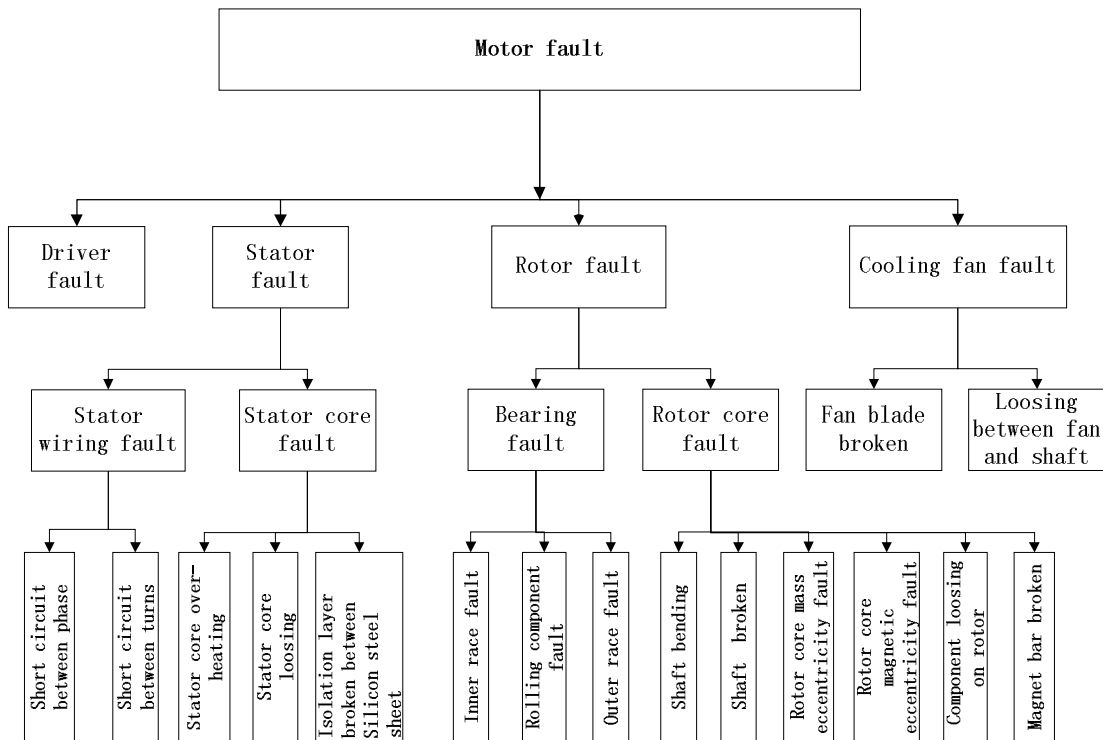 Motor fault
Driver
fault
Stator
fault
Rotor fault
Cooling fan fault
Stator
wiring fault
Stator core
fault
Bearing
fault
Rotor core
fault
Fan blade
broken
Loosing
between fan
and shaft
Short circuit
between phase
Short circuit
between turns
Stator core over-
heating
Stator core
loosing
Isolation layer
broken between
Silicon steel
sheet
Inner race fault
Rolling component
fault
Outer race fault
Shaft bending
Shaft broken
Rotor core mass
eccentricity fault
Rotor core
magnetic
eccentricity fault
Component loosing
on rotor
Magnet bar broken